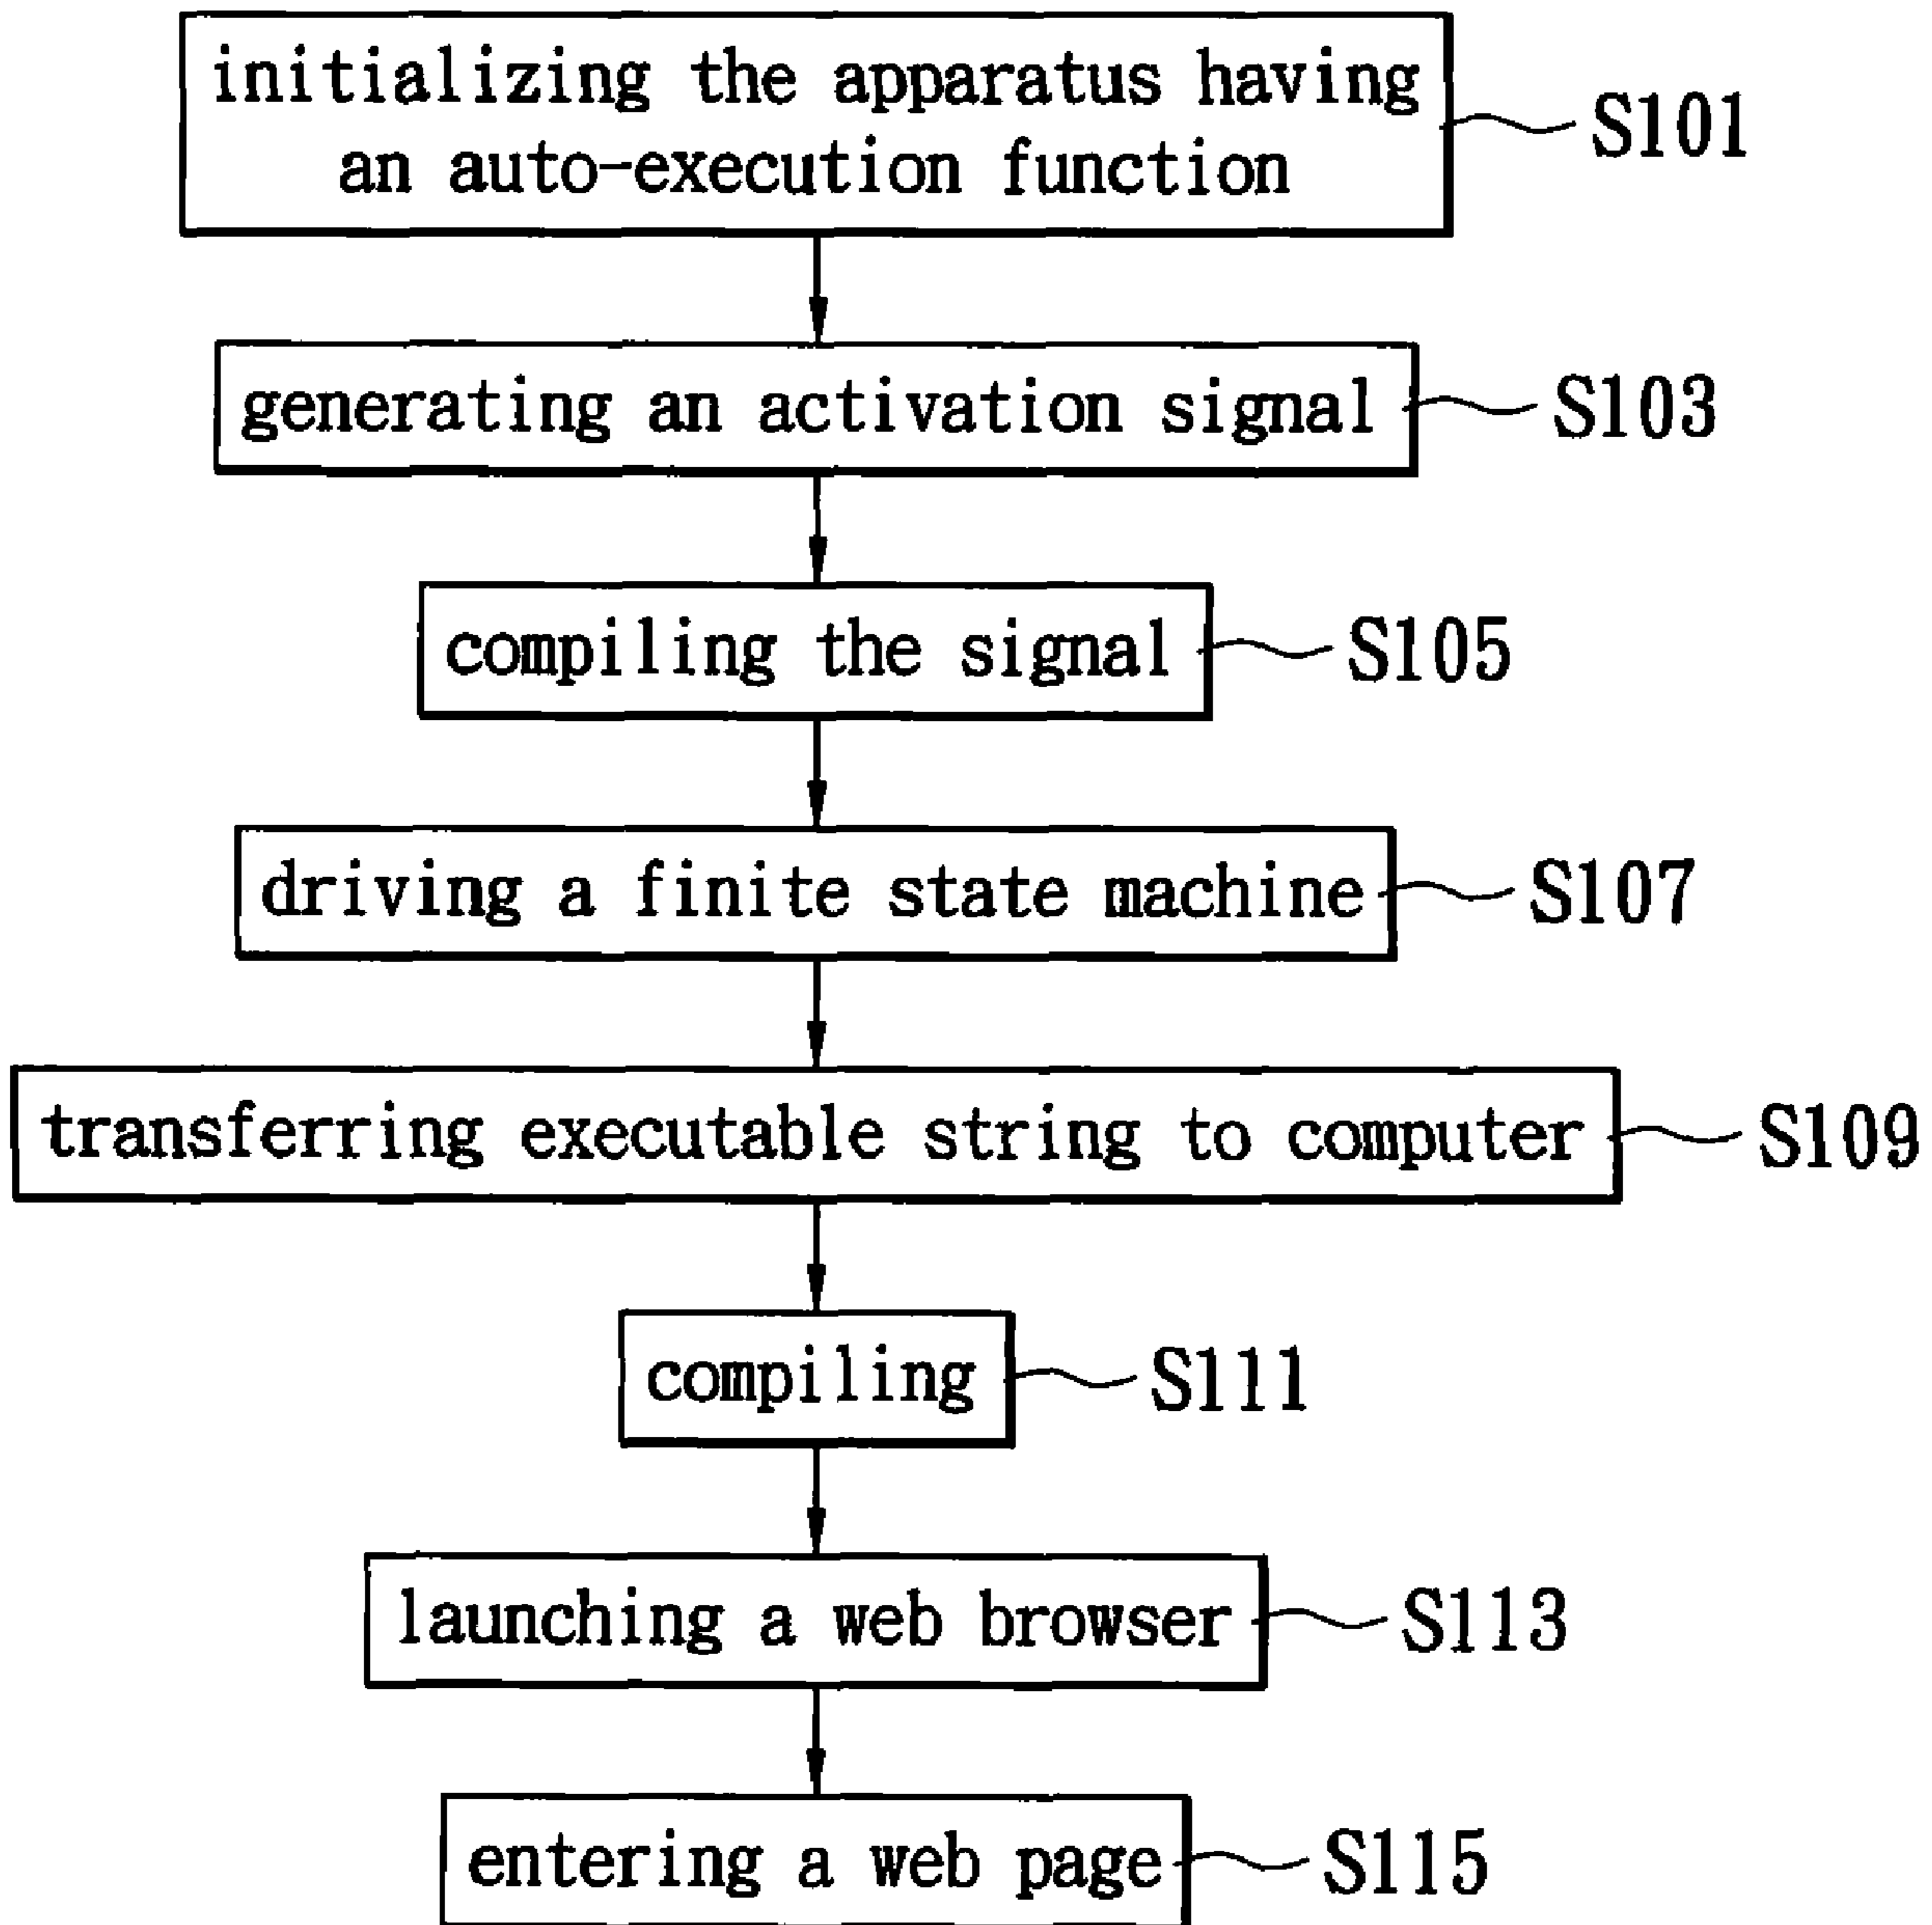 initializing the apparatus having
an auto-execution function
S101
generating an activation signal
S103
compiling the signal
S105
driving a finite state machine
S107
transferring executable string to computer
S109
compiling
S111
launching a web browser
S113
entering a web page
S115